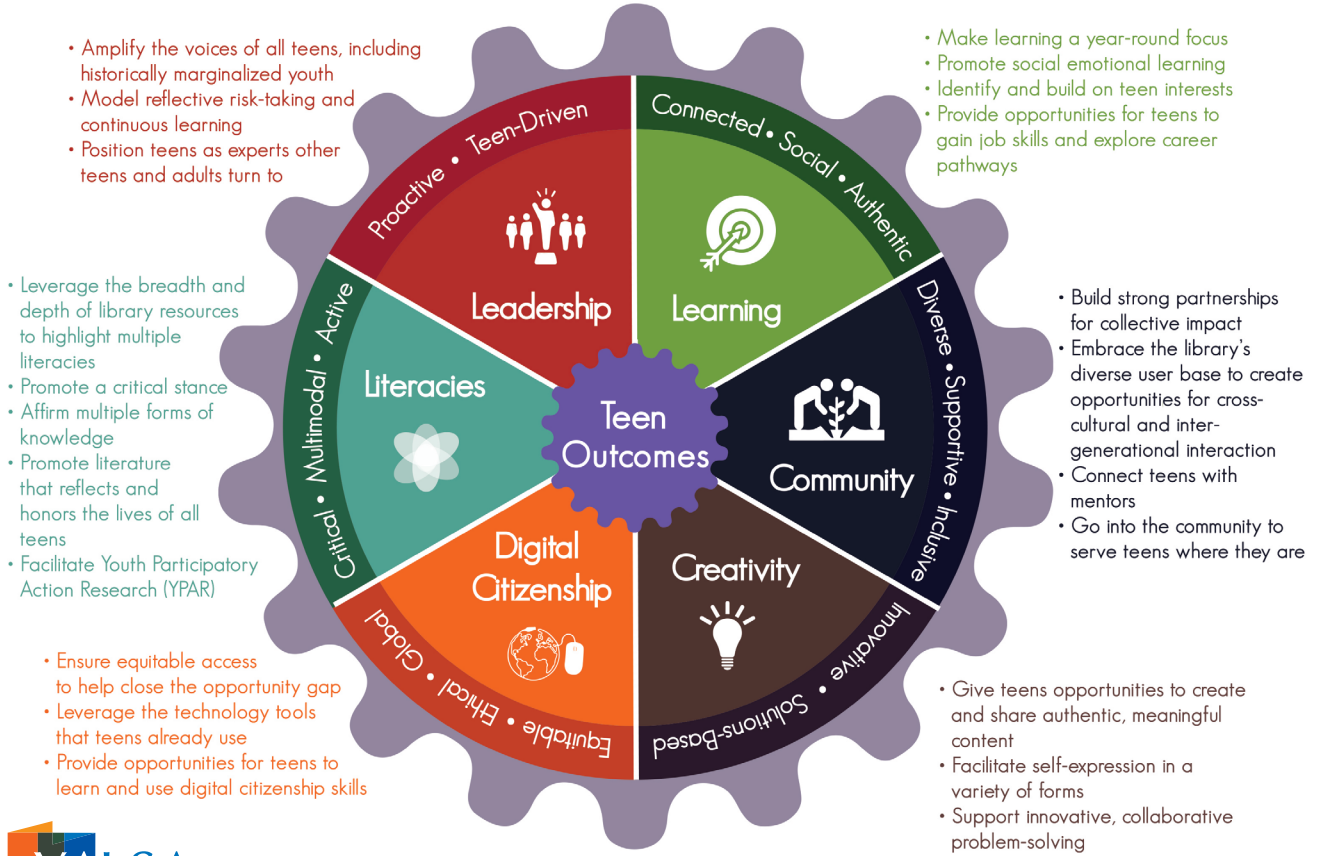 • Amplify the voices of all teens, including
historically marginalized youth
• Model reflective risk-taking and
continuous learning
• Position teens as experts other
teens and adults turn to
• Make learning a year-round focus
• Promote social emotional learning
• Identify and build on teen interests
• Provide opportunities for teens to
gain job skills and explore career
pathways
Proactive • Teen-Driven
Leadership
Connected • Social • Authentic
Learning
• Leverage the breadth and
depth of library resources
to highlight multiple
literacies
• Promote a critical stance
• Affirm multiple forms of
knowledge
• Promote literature
that reflects and
honors the lives of all
teens
• Facilitate Youth Participatory
Action Research (YPAR)
Critical • Multimodal • Active
Literacies
Teen
Outcomes
Diverse • Supportive • Inclusive
Community
• Build strong partnerships
for collective impact
• Embrace the library's
diverse user base to create
opportunities for cross-
cultural and inter-
generational interaction
• Connect teens with
mentors
• Go into the community to
serve teens where they are
Digital
Citizenship
Equitable • Ethical • Global
Creativity
Innovative • Solutions-Based
• Ensure equitable access
to help close the opportunity gap
• Leverage the technology tools
that teens already use
• Provide opportunities for teens to
learn and use digital citizenship skills
• Give teens opportunities to create
and share authentic, meaningful
content
• Facilitate self-expression in a
variety of forms
• Support innovative, collaborative
problem-solving